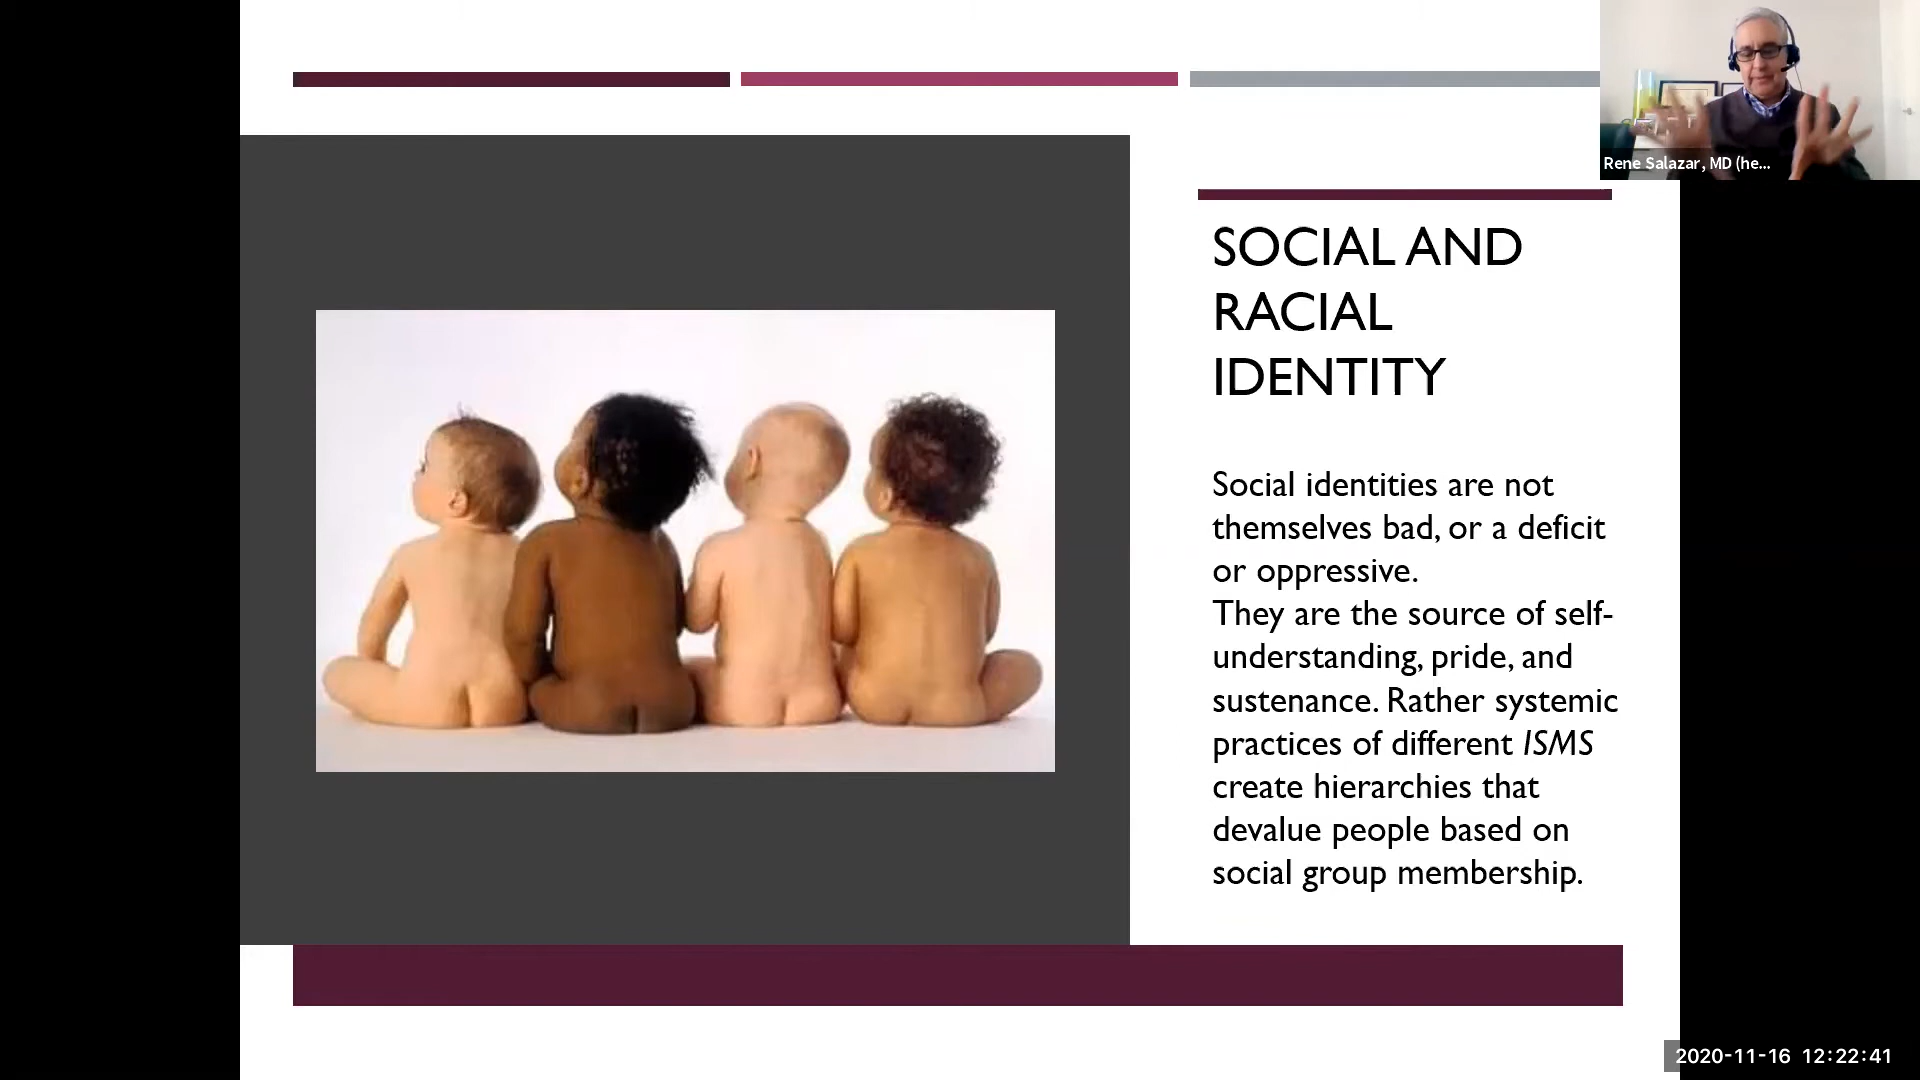 Rene Salazar, MD (he...
SOCIAL AND
RACIAL
IDENTITY
Social identities are not
themselves bad, or a deficit
or oppressive.
They are the source of self-
understanding, pride, and
sustenance. Rather systemic
practices of different ISMS
create hierarchies that
devalue people based on
social group membership.
2020-11-16 12:22:41